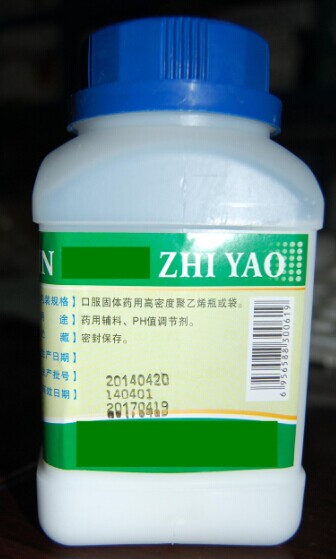 N ZHI YAO
装规格】口服固体药用高密度聚乙烯瓶或袋。
途】药用辅料、PH值调节剂。
藏】密封保存。
产日期】
20140420
产批号】
140401
效日期】
20170419
6956588300619